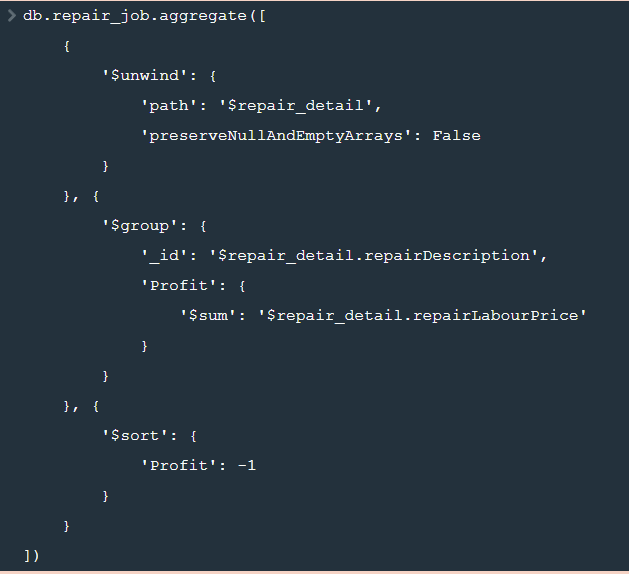 > db.repair_job.aggregate([
{
'$unwind': {
'path': '$repair_detail',
'preserveNullAndEmptyArrays': False
}
}, {
'$group': {
'_id': '$repair_detail.repairDescription',
'Profit': {
'$sum': '$repair_detail.repairLabourPrice'
}
}
}, {
'$sort': {
'Profit': -1
}
}
])